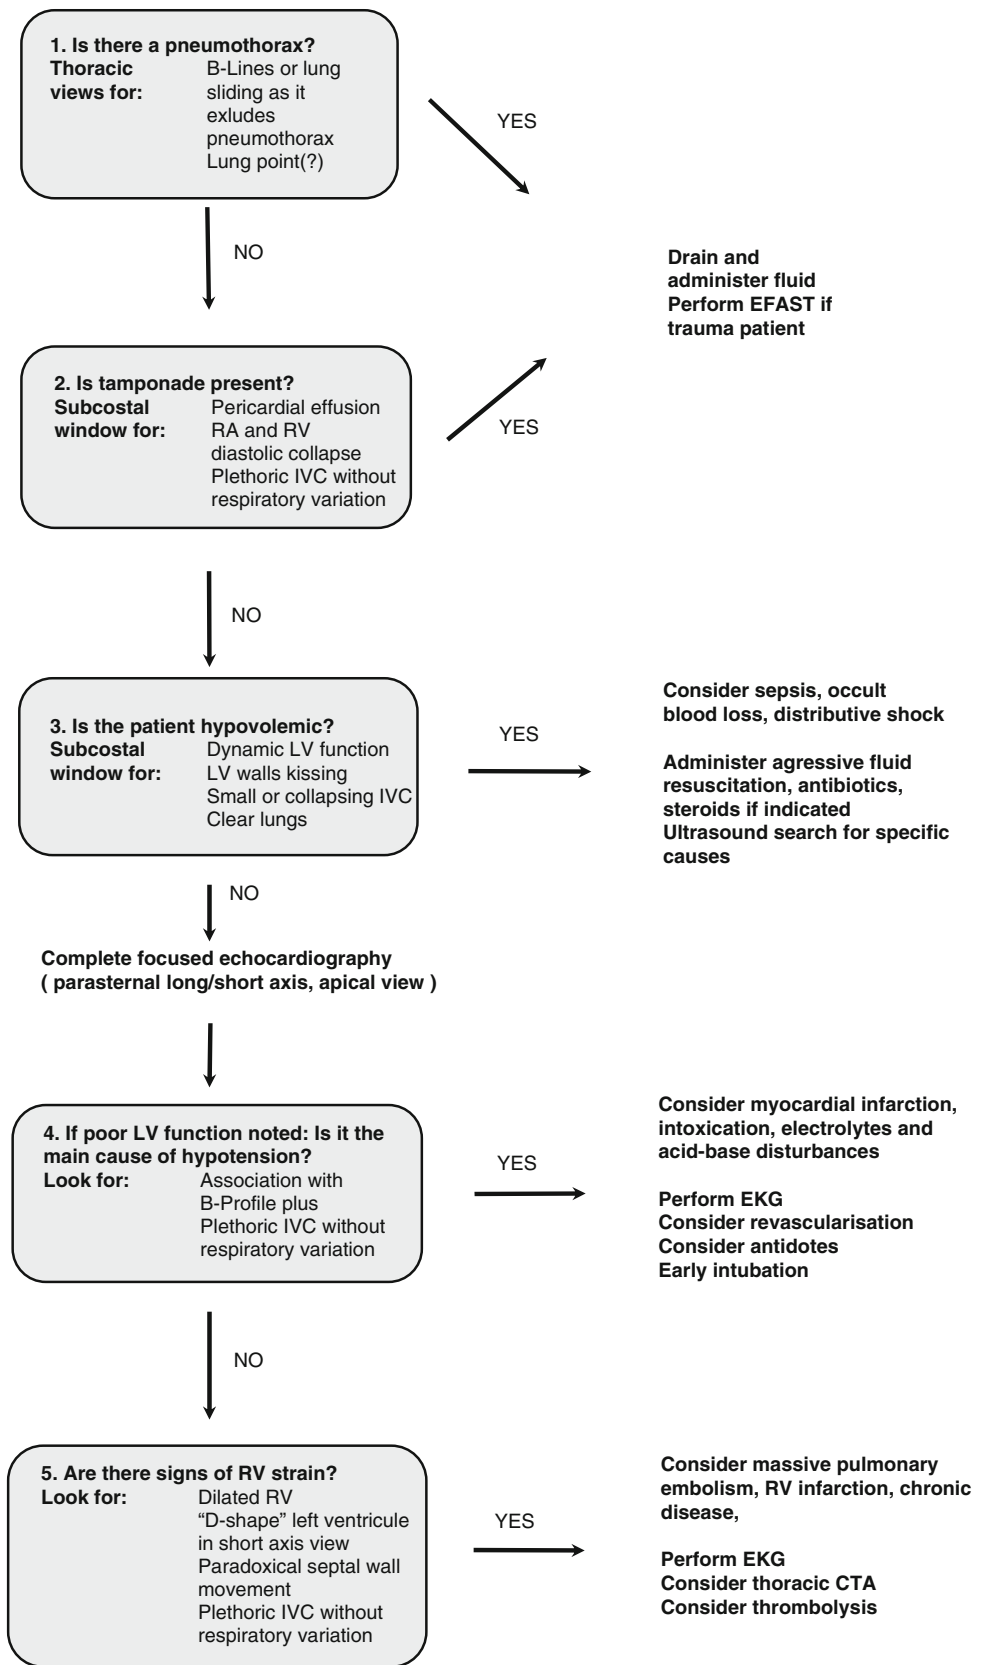 1. Is there a pneumothorax?
Thoracic B-Lines or lung
views for: sliding as it
exludes
pneumothorax
Lung point(?)
YES
NO
Drain and
administer fluid
Perform EFAST if
trauma patient
2. Is tamponade present?
Subcostal Pericardial effusion
window for: RA and RV
diastolic collapse
Plethoric IVC without
respiratory variation
YES
NO
3. Is the patient hypovolemic?
Subcostal Dynamic LV function
window for: LV walls kissing
Small or collapsing IVC
Clear lungs
YES
Consider sepsis, occult
blood loss, distributive shock
Administer agressive fluid
resuscitation, antibiotics,
steroids if indicated
Ultrasound search for specific
causes
NO
Complete focused echocardiography
( parasternal long/short axis, apical view )
4. If poor LV function noted: Is it the
main cause of hypotension?
Look for: Association with
B-Profile plus
Plethoric IVC without
respiratory variation
YES
Consider myocardial infarction,
intoxication, electrolytes and
acid-base disturbances
Perform EKG
Consider revascularisation
Consider antidotes
Early intubation
NO
5. Are there signs of RV strain?
Look for: Dilated RV
“D-shape” left ventricule
in short axis view
Paradoxical septal wall
movement
Plethoric IVC without
respiratory variation
YES
Consider massive pulmonary
embolism, RV infarction, chronic
disease,
Perform EKG
Consider thoracic CTA
Consider thrombolysis